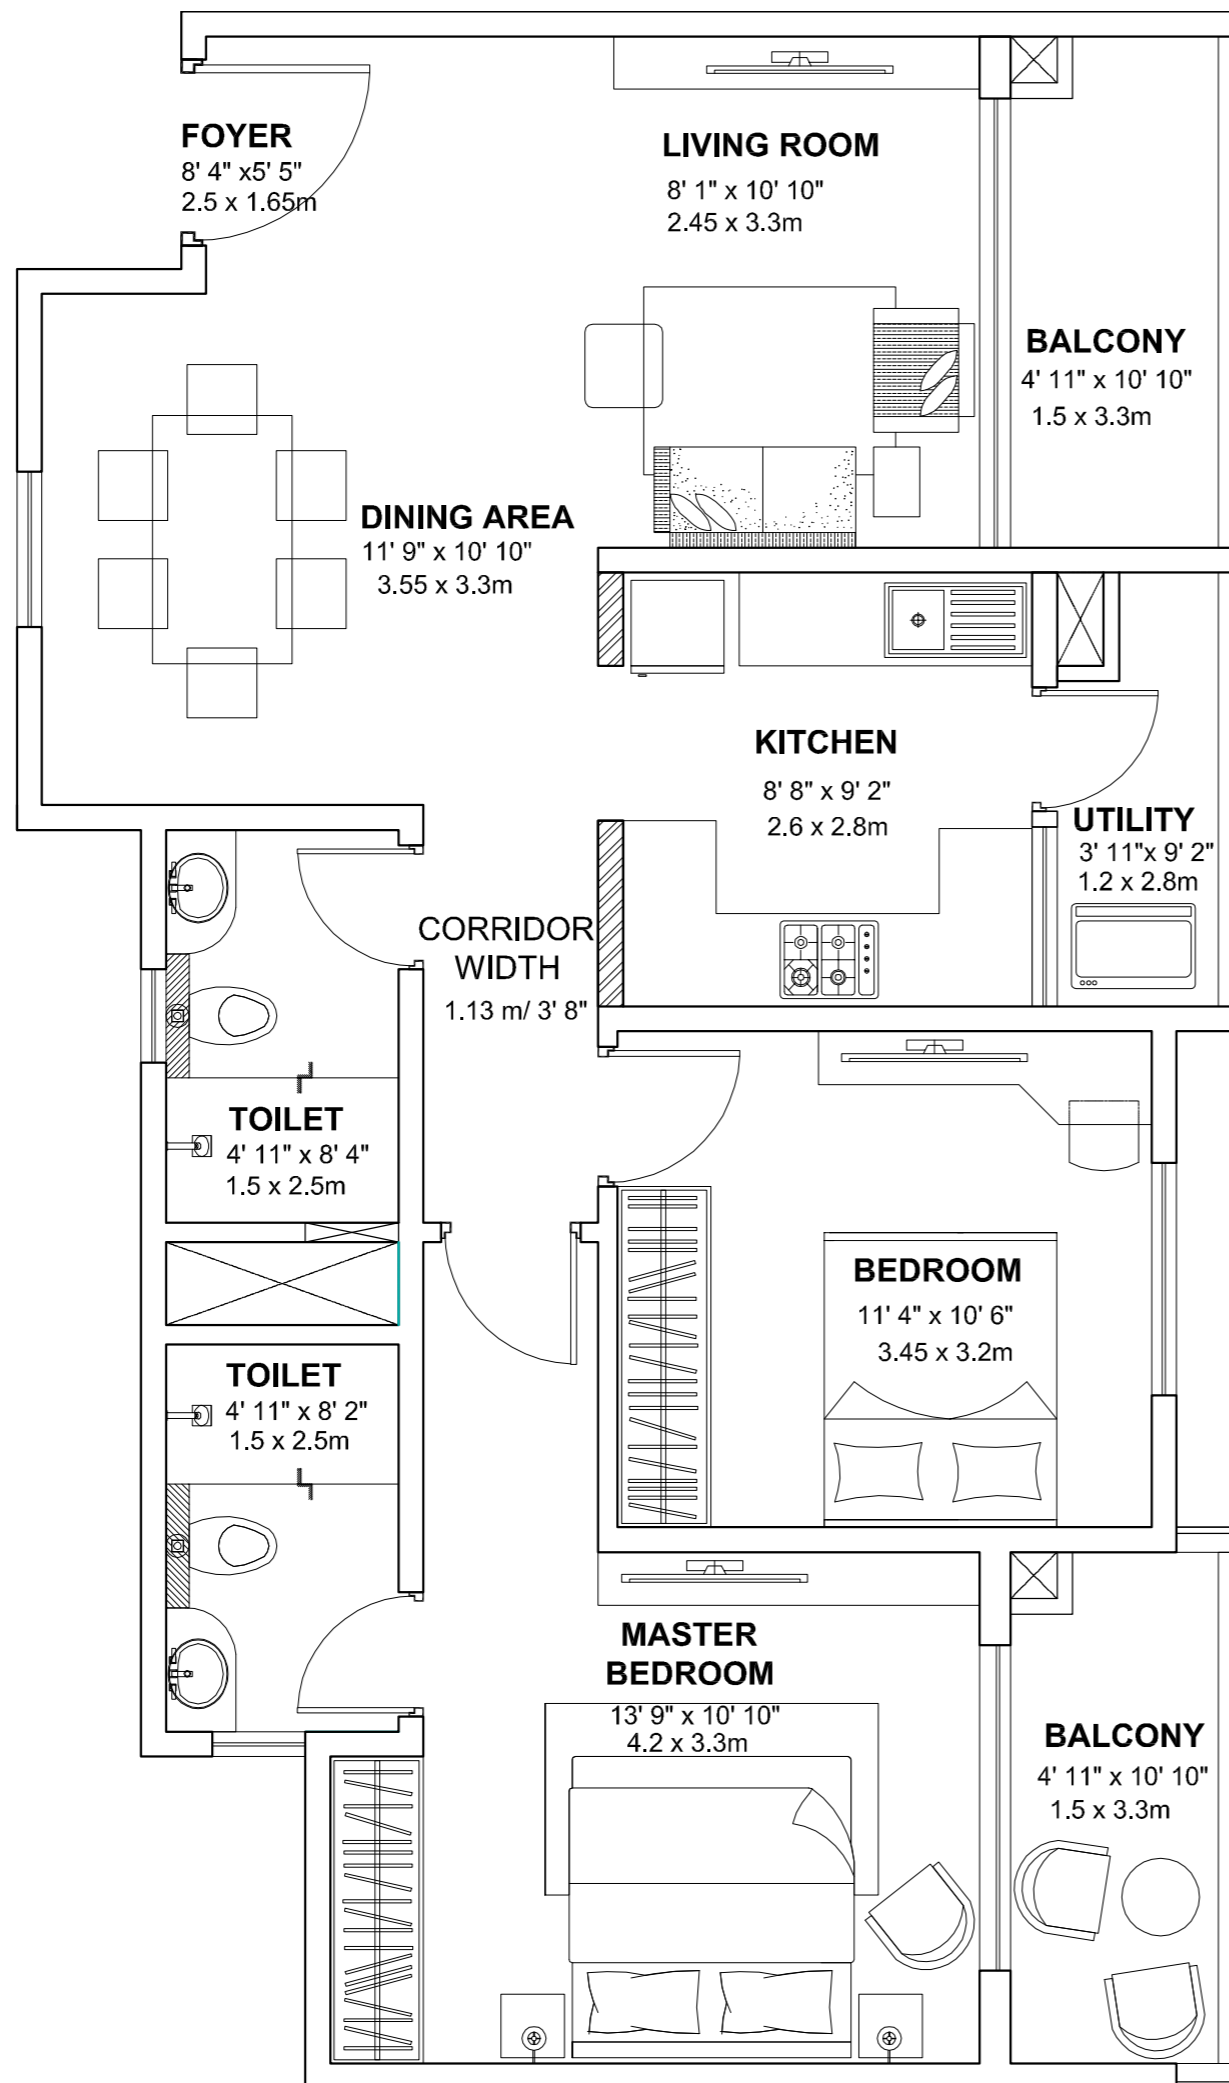 FOYER
8' 4" x5' 5"
2.5 x 1.65m
LIVING ROOM
8' 1" x 10' 10"
2.45 x 3.3m
BALCONY
4' 11" x 10' 10"
1.5 x 3.3m
DINING AREA
11' 9" x 10' 10"
3.55 x 3.3m
KITCHEN
8' 8" x 9' 2"
2.6 x 2.8m
UTILITY
3' 11"x 9' 2"
1.2 x 2.8m
CORRIDOR
WIDTH
1.13 m/ 3' 8"
TOILET
4' 11" x 8' 4"
1.5 x 2.5m
BEDROOM
11' 4" x 10' 6"
3.45 x 3.2m
TOILET
4' 11" x 8' 2"
1.5 x 2.5m
MASTER
BEDROOM
13' 9" x 10' 10"
4.2 x 3.3m
BALCONY
4' 11" x 10' 10"
1.5 x 3.3m